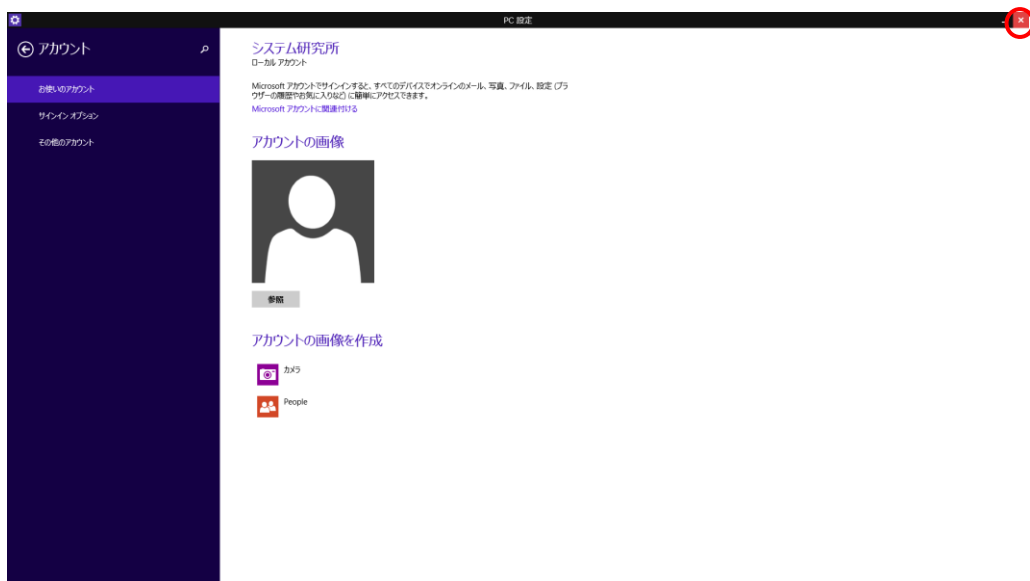 PC 設定
アカウント
お使いのアカウント
サインイン オプション
その他のアカウント
システム研究所
ローカル アカウント
Microsoft アカウントでサインインすると、すべてのデバイスでオンラインのメール、写真、ファイル、設定 (ブラ
ウザーの履歴やお気に入りなど) に簡単にアクセスできます。
Microsoft アカウントに関連付ける
アカウントの画像
参照
アカウントの画像を作成
カメラ
People